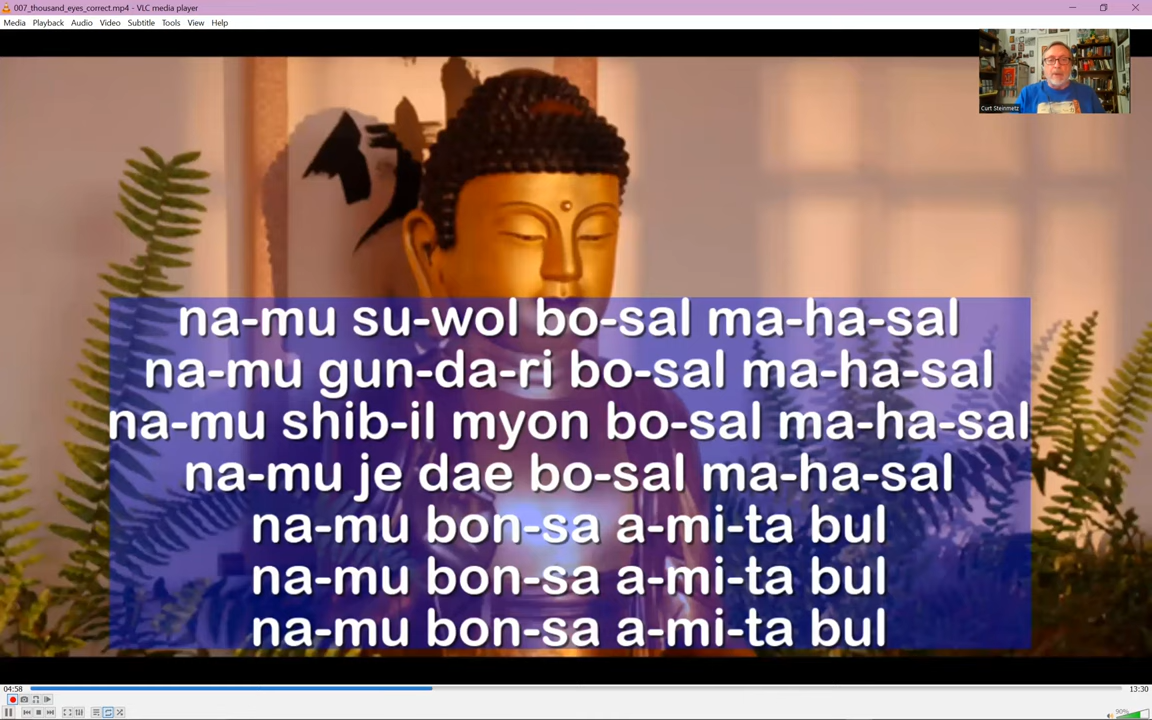 007_thousand_eyes_correct.mp4 - VLC media player
Media Playback Audio Video Subtitle Tools View Help
Curt Steinmetz
na-mu su-wol bo-sal ma-ha-sal
na-mu gun-da-ri bo-sal ma-ha-sal
na-mu shib-il myon bo-sal ma-ha-sal
na-mu je dae bo-sal ma-ha-sal
na-mu bon-sa a-mi-ta bul
na-mu bon-sa a-mi-ta bul
na-mu bon-sa a-mi-ta bul
04:58 13:30
90%